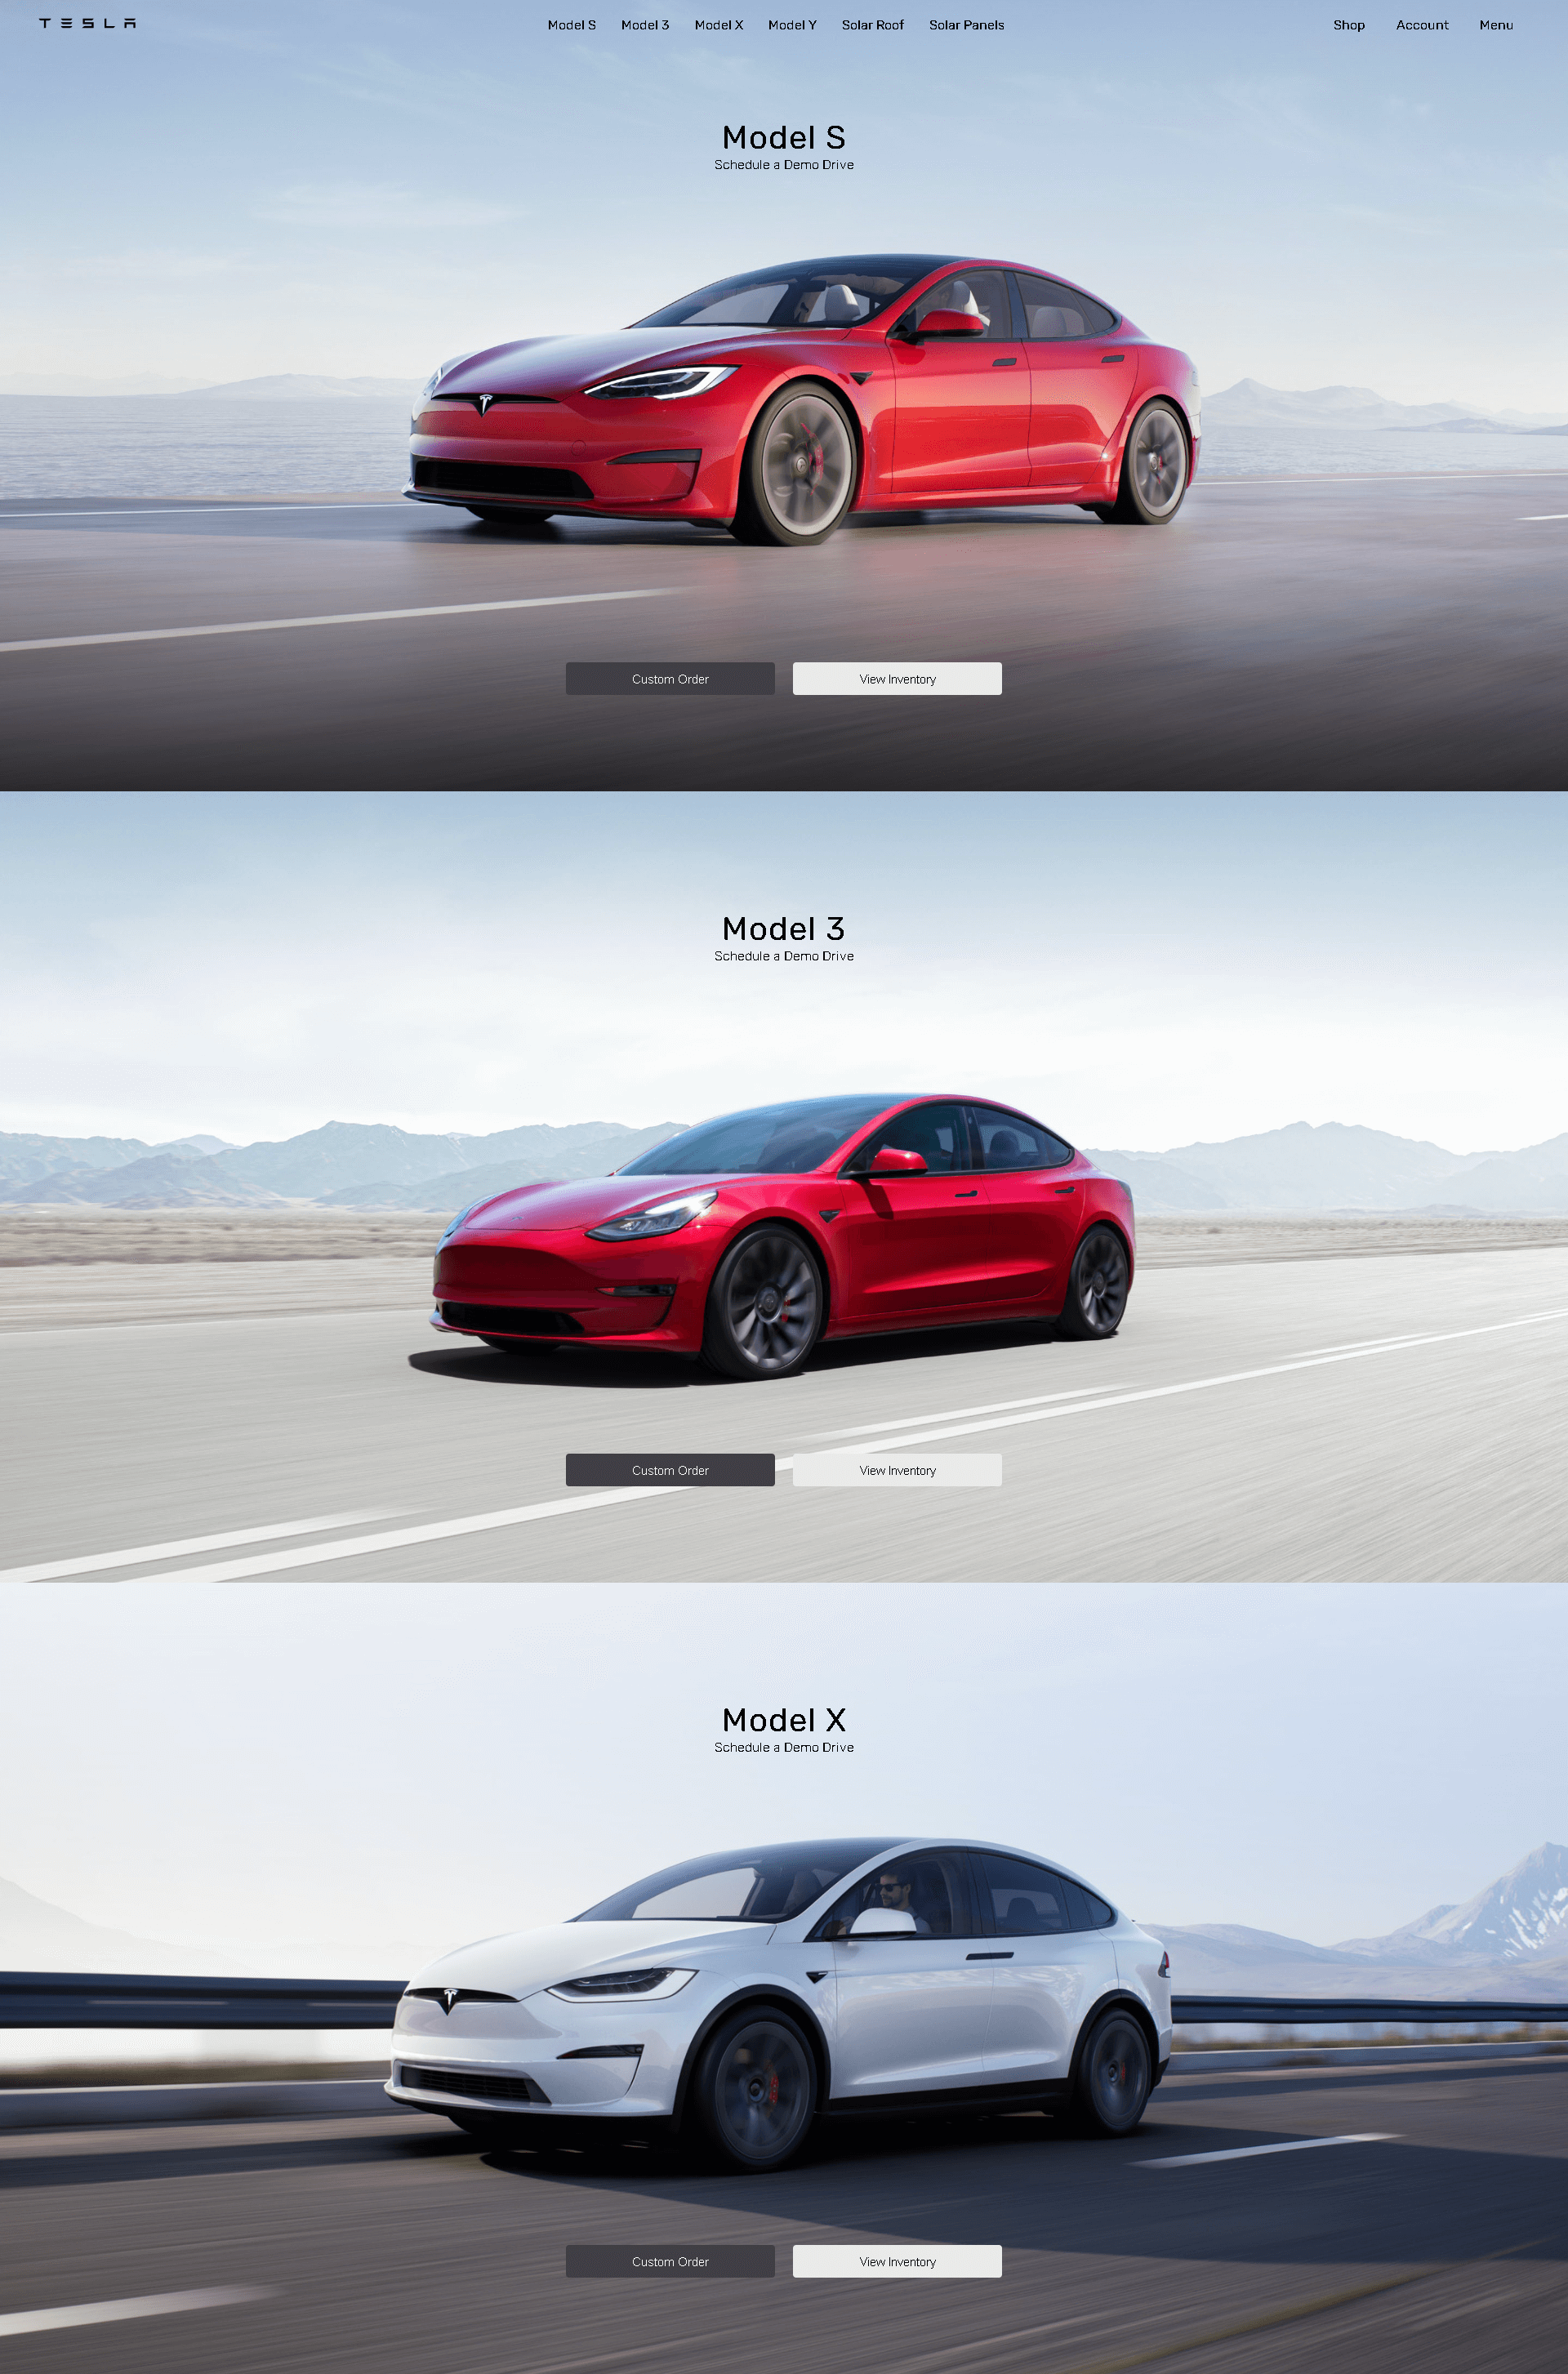 TESLA
Model S Model 3 Model X Model Y Solar Roof Solar Panels
Shop Account Menu
Model S
Schedule a Demo Drive
Custom Order View Inventory
Model 3
Schedule a Demo Drive
Custom Order View Inventory
Model X
Schedule a Demo Drive
Custom Order View Inventory